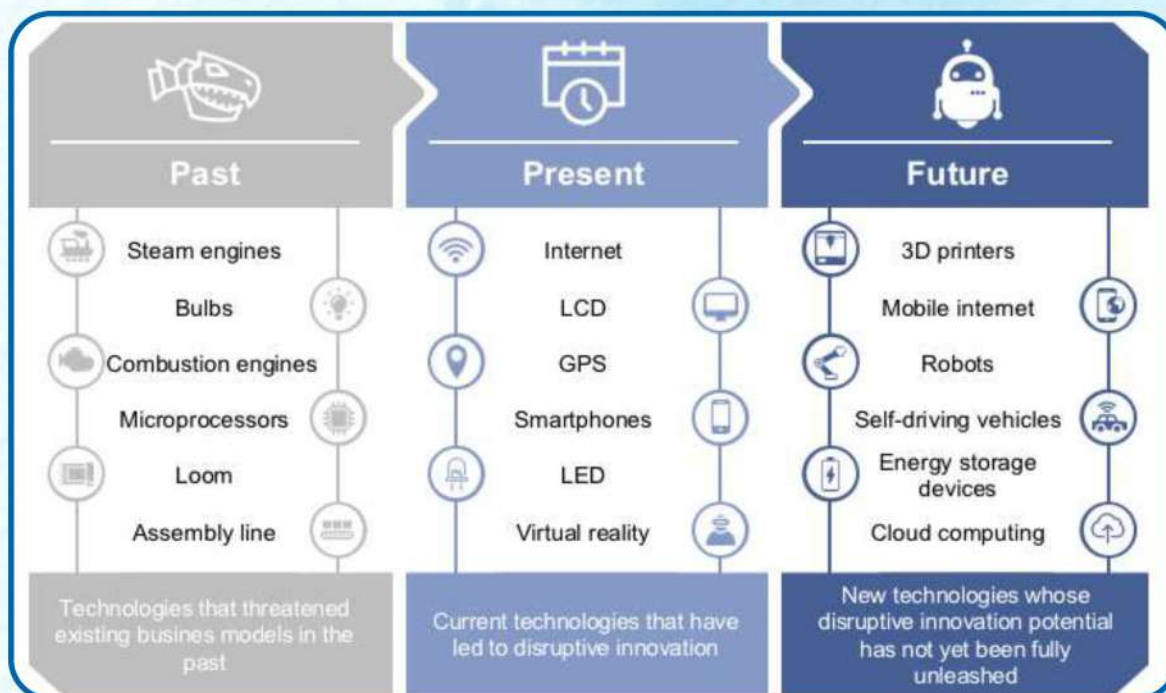 Past
Steam engines
Bulbs
Combustion engines
Microprocessors
Loom
Assembly line
Technologies that threatened
existing busines models in the
past
Present
Internet
LCD
GPS
Smartphones
LED
Virtual reality
Current technologies that have
led to disruptive innovation
Future
3D printers
Mobile internet
Robots
Self-driving vehicles
Energy storage
devices
Cloud computing
New technologies whose
disruptive innovation potential
has not yet been fully
unleashed